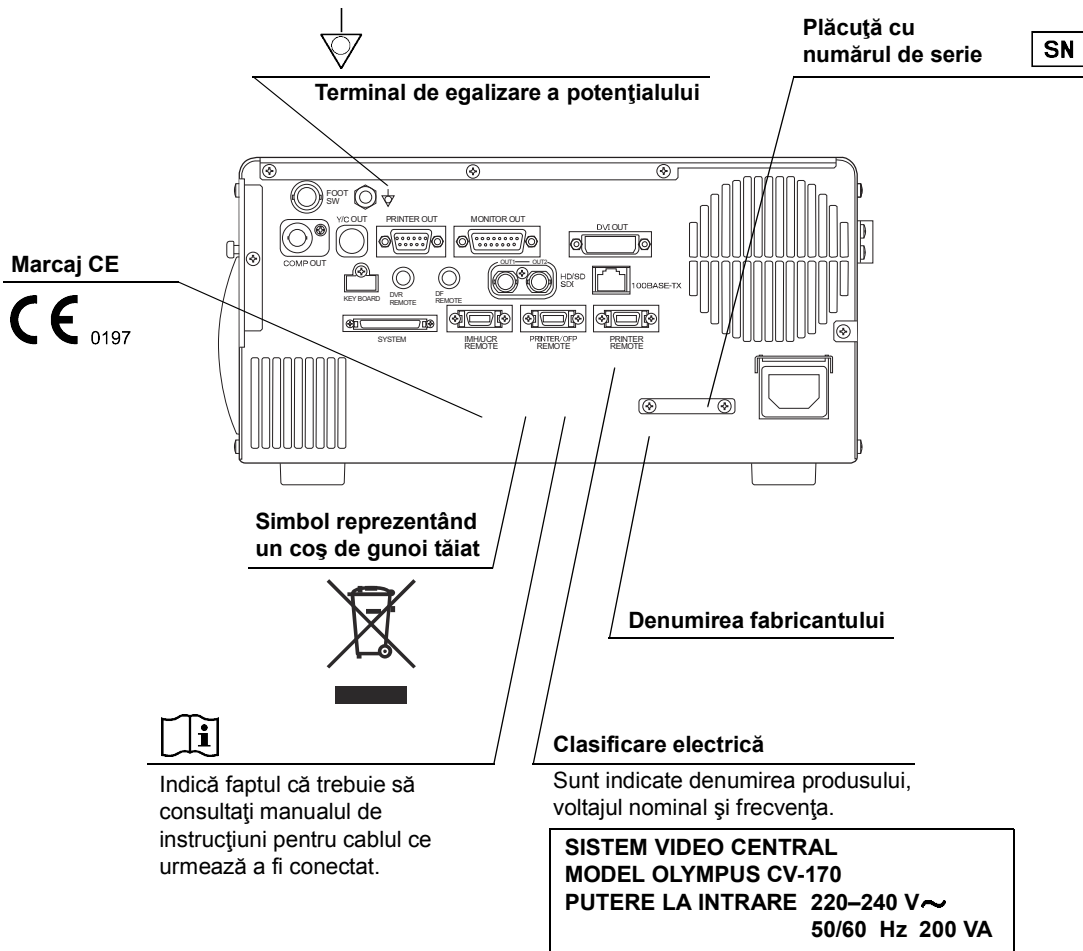 Plăcuţă cu
numărul de serie
SN
Terminal de egalizare a potenţialului
FOOT
SW
Y/C OUT
PRINTER OUT
MONITOR OUT
DVI OUT
COMP OUT
OUT1
OUT2
HD/SD
SDI
100BASE-TX
KEY BOARD
DVR
REMOTE
DF
REMOTE
SYSTEM
IMH/UCR
REMOTE
PRINTER/OFP
REMOTE
PRINTER
REMOTE
Marcaj CE
CE 0197
Simbol reprezentând
un coş de gunoi tăiat
Denumirea fabricantului
i
Indică faptul că trebuie să
consultaţi manualul de
instrucţiuni pentru cablul ce
urmează a fi conectat.
Clasificare electrică
Sunt indicate denumirea produsului,
voltajul nominal şi frecvenţa.
SISTEM VIDEO CENTRAL
MODEL OLYMPUS CV-170
PUTERE LA INTRARE 220–240 V~
50/60 Hz 200 VA